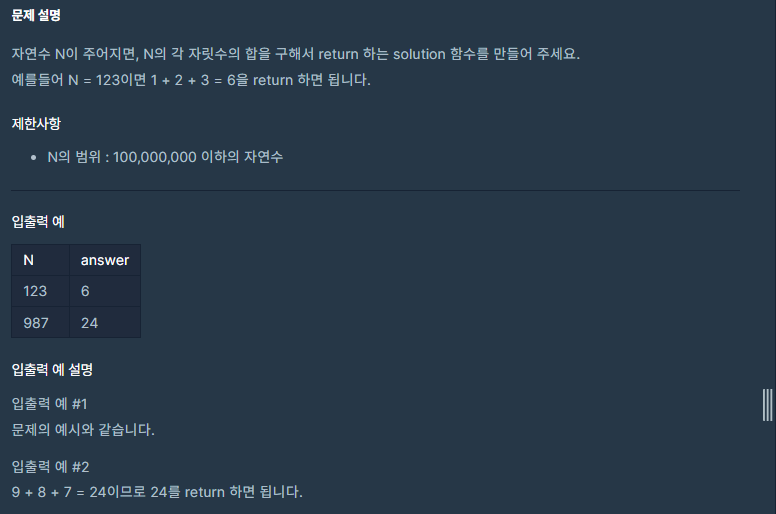 문제 설명
자연수 N이 주어지면, N의 각 자릿수의 합을 구해서 return 하는 solution 함수를 만들어 주세요.
예를들어 N = 123이면 1 + 2 + 3 = 6을 return 하면 됩니다.
제한사항
• N의 범위 : 100,000,000 이하의 자연수
입출력 예
N answer
123 6
987 24
입출력 예 설명
입출력 예 #1
문제의 예시와 같습니다.
입출력 예 #2
9 + 8 + 7 = 24이므로 24를 return 하면 됩니다.